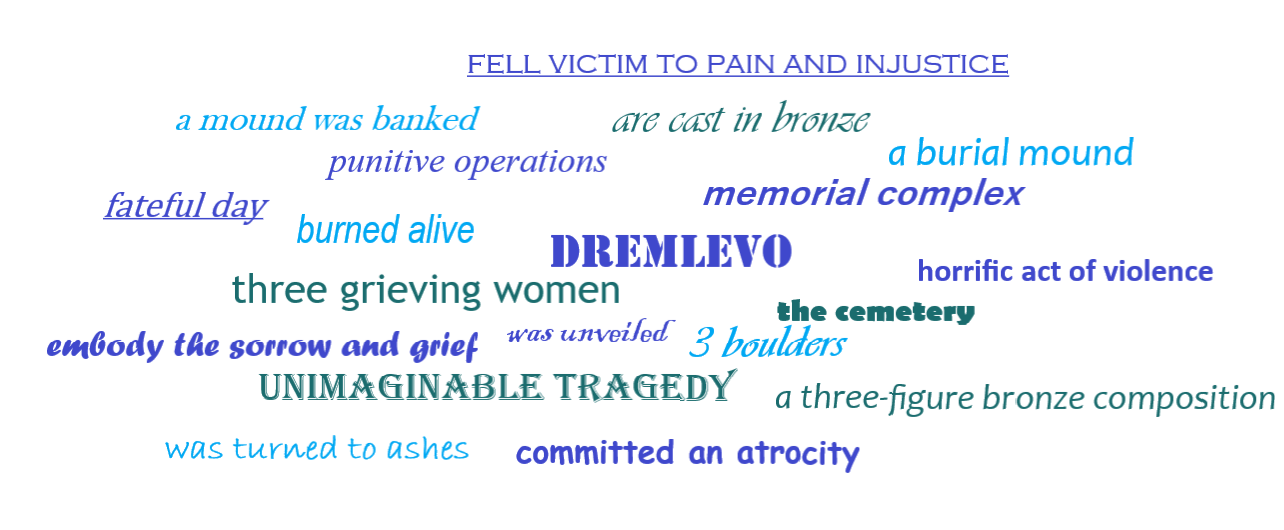 FELL VICTIM TO PAIN AND INJUSTICE
a mound was banked
are cast in bronze
punitive operations
a burial mound
memorial complex
fateful day
burned alive
DREMLEVO
horrific act of violence
three grieving women
the cemetery
embody the sorrow and grief
was unveiled
3 boulders
UNIMAGINABLE TRAGEDY
a three-figure bronze composition
was turned to ashes
committed an atrocity